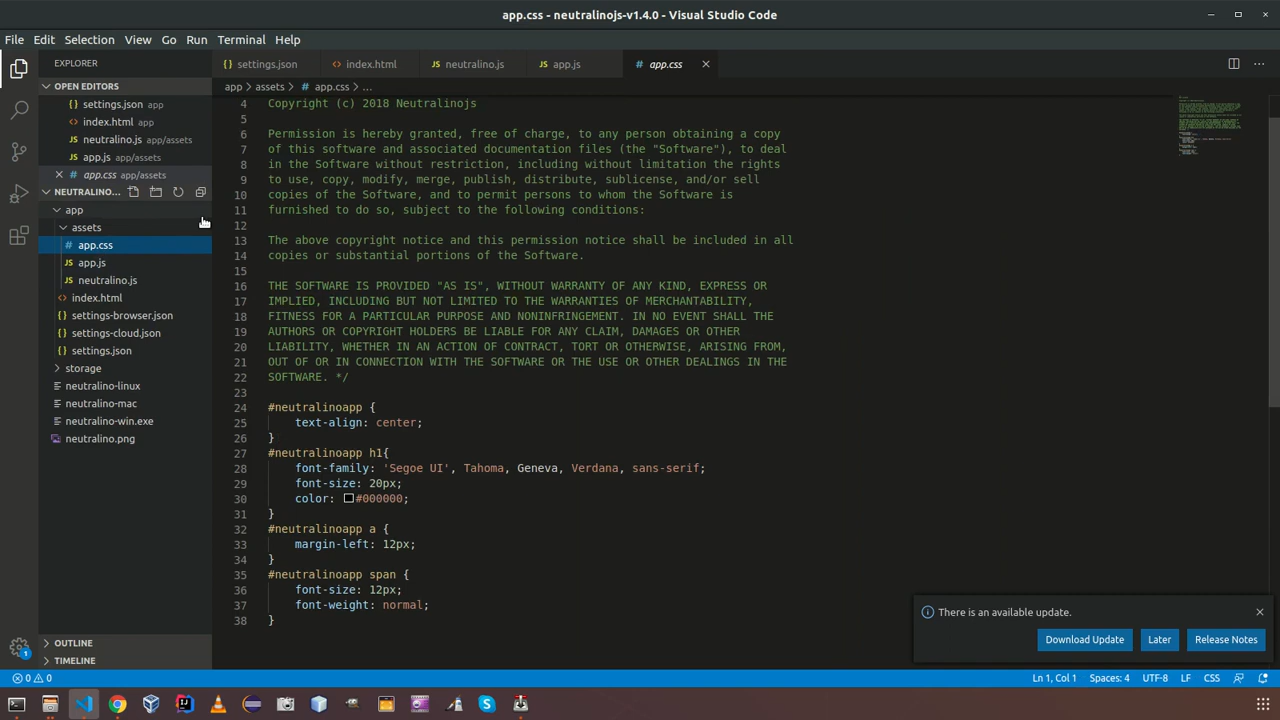 app.css - neutralinojs-v1.4.0 - Visual Studio Code
File Edit Selection View Go Run Terminal Help
EXPLORER
OPEN EDITORS
settings.json app
index.html app
neutralino.js app/assets
app.js app/assets
app.css app/assets
NEUTRALINO...
app
assets
app.css
app.js
neutralino.js
index.html
settings-browser.json
settings-cloud.json
settings.json
storage
neutralino-linux
neutralino-mac
neutralino-win.exe
neutralino.png
OUTLINE
TIMELINE
settings.json index.html neutralino.js app.js app.css
app > assets > # app.css > ...
4 Copyright (c) 2018 Neutralinojs
5
6 Permission is hereby granted, free of charge, to any person obtaining a copy
7 of this software and associated documentation files (the "Software"), to deal
8 in the Software without restriction, including without limitation the rights
9 to use, copy, modify, merge, publish, distribute, sublicense, and/or sell
10 copies of the Software, and to permit persons to whom the Software is
11 furnished to do so, subject to the following conditions:
12
13 The above copyright notice and this permission notice shall be included in all
14 copies or substantial portions of the Software.
15
16 THE SOFTWARE IS PROVIDED "AS IS", WITHOUT WARRANTY OF ANY KIND, EXPRESS OR
17 IMPLIED, INCLUDING BUT NOT LIMITED TO THE WARRANTIES OF MERCHANTABILITY,
18 FITNESS FOR A PARTICULAR PURPOSE AND NONINFRINGEMENT. IN NO EVENT SHALL THE
19 AUTHORS OR COPYRIGHT HOLDERS BE LIABLE FOR ANY CLAIM, DAMAGES OR OTHER
20 LIABILITY, WHETHER IN AN ACTION OF CONTRACT, TORT OR OTHERWISE, ARISING FROM,
21 OUT OF OR IN CONNECTION WITH THE SOFTWARE OR THE USE OR OTHER DEALINGS IN THE
22 SOFTWARE. */
23
24 #neutralinoapp {
25 text-align: center;
26 }
27 #neutralinoapp h1{
28 font-family: 'Segoe UI', Tahoma, Geneva, Verdana, sans-serif;
29 font-size: 20px;
30 color: #000000;
31 }
32 #neutralinoapp a {
33 margin-left: 12px;
34 }
35 #neutralinoapp span {
36 font-size: 12px;
37 font-weight: normal;
38 }
There is an available update.
Download Update Later Release Notes
0 0 Ln 1, Col 1 Spaces: 4 UTF-8 LF CSS